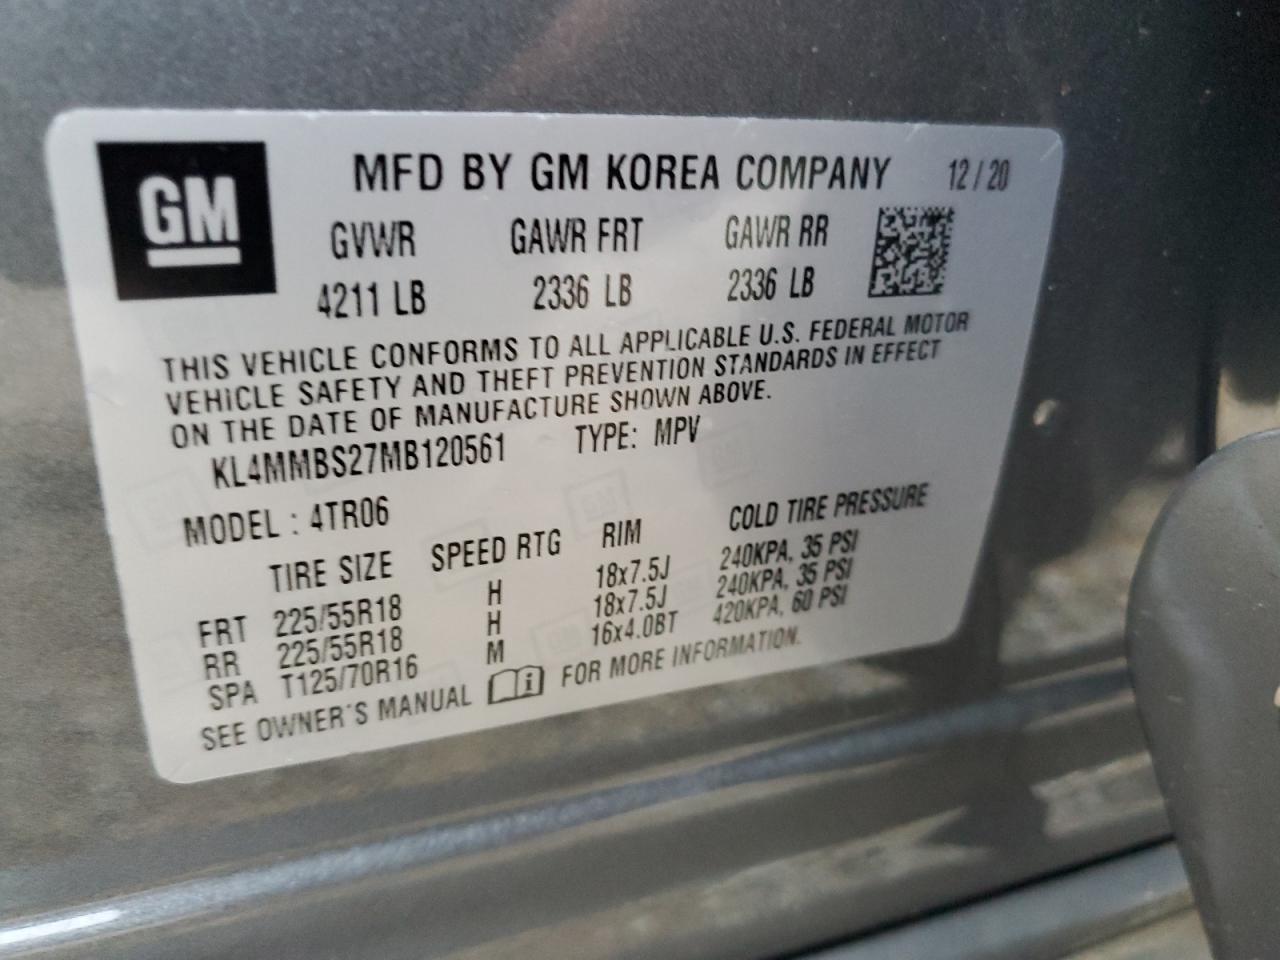 GM
MFD BY GM KOREA COMPANY 12/20
GVWR GAWR FRT GAWR RR
4211 LB 2336 LB 2336 LB
THIS VEHICLE CONFORMS TO ALL APPLICABLE U.S. FEDERAL MOTOR
VEHICLE SAFETY AND THEFT PREVENTION STANDARDS IN EFFECT
ON THE DATE OF MANUFACTURE SHOWN ABOVE.
KL4MMBS27MB120561 TYPE: MPV
MODEL : 4TR06
TIRE SIZE SPEED RTG RIM COLD TIRE PRESSURE
FRT 225/55R18 H 18x7.5J 240KPA, 35 PSI
RR 225/55R18 H 18x7.5J 240KPA, 35 PSI
SPA T125/70R16 M 16x4.0BT 420KPA, 60 PSI
SEE OWNER'S MANUAL i FOR MORE INFORMATION.